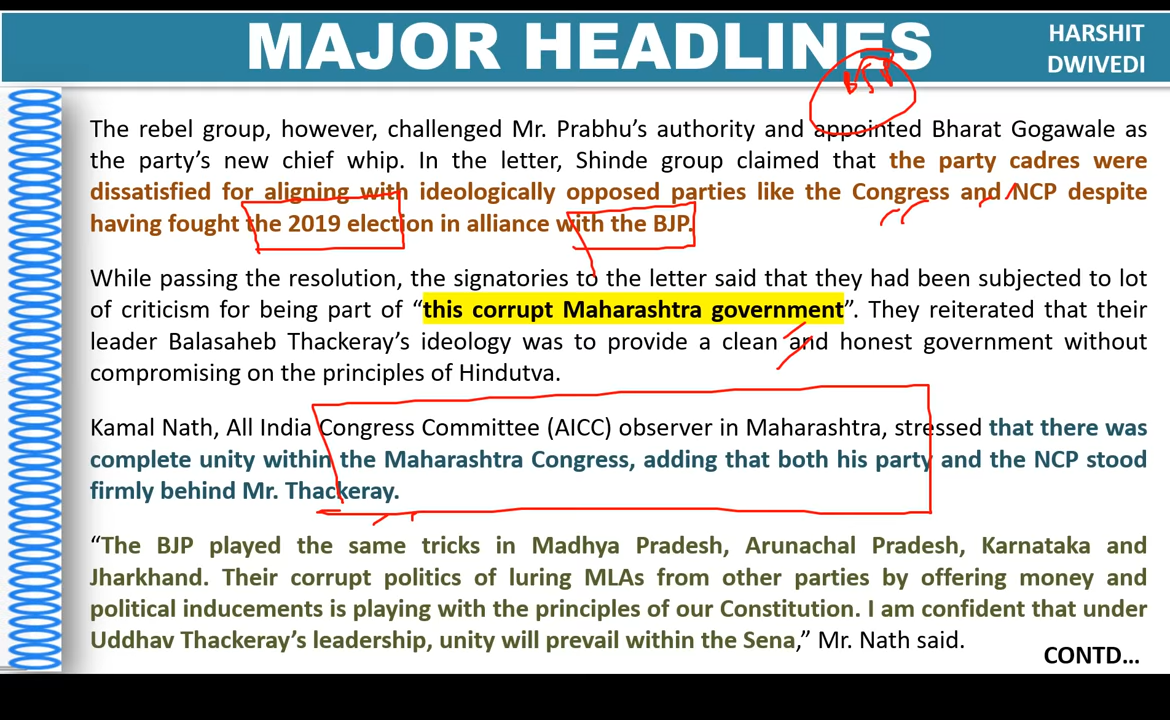 MAJOR HEADLINES
HARSHIT
DWIVEDI
The rebel group, however, challenged Mr. Prabhu’s authority and appointed Bharat Gogawale as
the party’s new chief whip. In the letter, Shinde group claimed that the party cadres were
dissatisfied for aligning with ideologically opposed parties like the Congress and NCP despite
having fought the 2019 election in alliance with the BJP.
While passing the resolution, the signatories to the letter said that they had been subjected to lot
of criticism for being part of “this corrupt Maharashtra government”. They reiterated that their
leader Balasaheb Thackeray’s ideology was to provide a clean and honest government without
compromising on the principles of Hindutva.
Kamal Nath, All India Congress Committee (AICC) observer in Maharashtra, stressed that there was
complete unity within the Maharashtra Congress, adding that both his party and the NCP stood
firmly behind Mr. Thackeray.
“The BJP played the same tricks in Madhya Pradesh, Arunachal Pradesh, Karnataka and
Jharkhand. Their corrupt politics of luring MLAs from other parties by offering money and
political inducements is playing with the principles of our Constitution. I am confident that under
Uddhav Thackeray’s leadership, unity will prevail within the Sena,” Mr. Nath said.
CONTD...